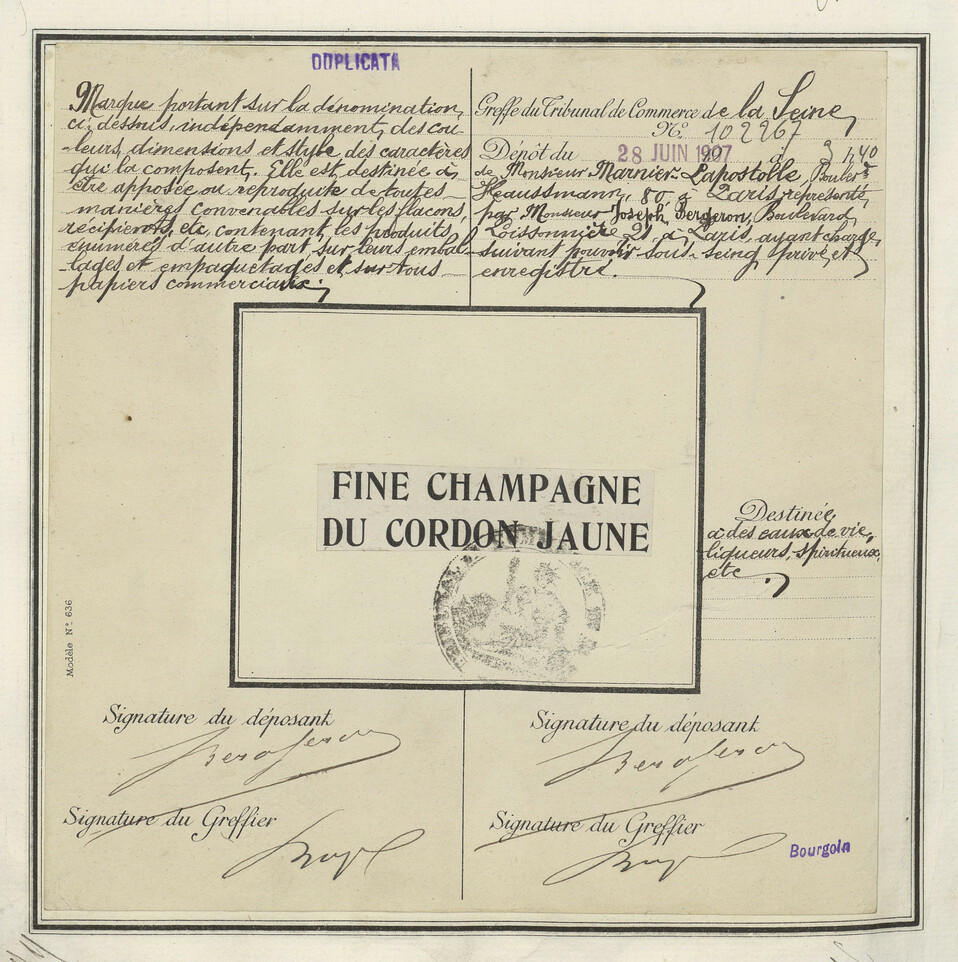 DUPLICATA
Marque portant sur la dénomination,
ci-dessous, indépendamment, des cou-
leurs, dimensions et style des caractères
qui la composent. Elle est destinée à,
être apposée ou reproduite de toutes
manières convenables sur les flacons,
récipients, etc, contenant, les produits
énumérés d'autre part, sur leurs embal-
lages et empaquetages et sur tous
papiers commerciaux.
Greffe du Tribunal de Commerce de la Seine
N° 102267
Dépôt du 28 JUIN 1907 à 3 h 40
de Monsieur Marnier-Lapostolle, Boulevd
Haussmann, 80, à Paris, représenté,
par Monsieur Joseph Bergeron, Boulevard,
Poissonnière 21, à Paris, ayant charge,
suivant pouvoir sous-seing privé, et
enregistré.
FINE CHAMPAGNE
DU CORDON JAUNE
Destinée,
à des eaux-de-vie,
liqueurs, spiritueux,
etc.
Modèle N° 636
Signature du déposant
Bergeron
Signature du Greffier
Signature du déposant
Bergeron
Signature du Greffier
Bourgoin